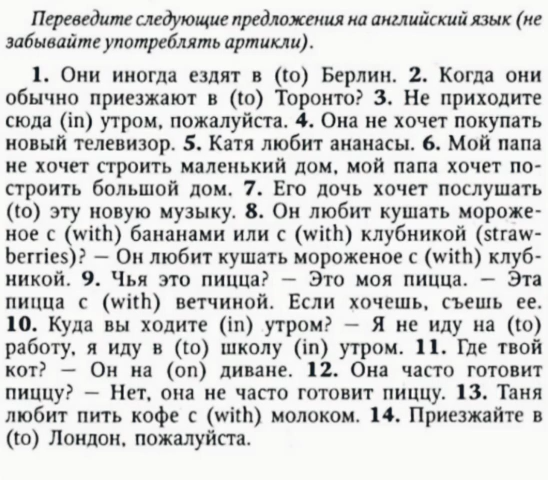 Переведите следующие предложения на английский язык (не
забывайте употреблять артикли).
1. Они иногда ездят в (to) Берлин. 2. Когда они
обычно приезжают в (to) Торонто? 3. Не приходите
сюда (in) утром, пожалуйста. 4. Она не хочет покупать
новый телевизор. 5. Катя любит ананасы. 6. Мой папа
не хочет строить маленький дом, мой папа хочет по-
строить большой дом. 7. Его дочь хочет послушать
(to) эту новую музыку. 8. Он любит кушать мороже-
ное с (with) бананами или с (with) клубникой (straw-
berries)? — Он любит кушать мороженое с (with) клуб-
никой. 9. Чья это пицца? — Это моя пицца. — Эта
пицца с (with) ветчиной. Если хочешь, съешь ее.
10. Куда вы ходите (in) утром? — Я не иду на (to)
работу, я иду в (to) школу (in) утром. 11. Где твой
кот? — Он на (on) диване. 12. Она часто готовит
пиццу? — Нет, она не часто готовит пиццу. 13. Таня
любит пить кофе с (with) молоком. 14. Приезжайте в
(to) Лондон, пожалуйста.